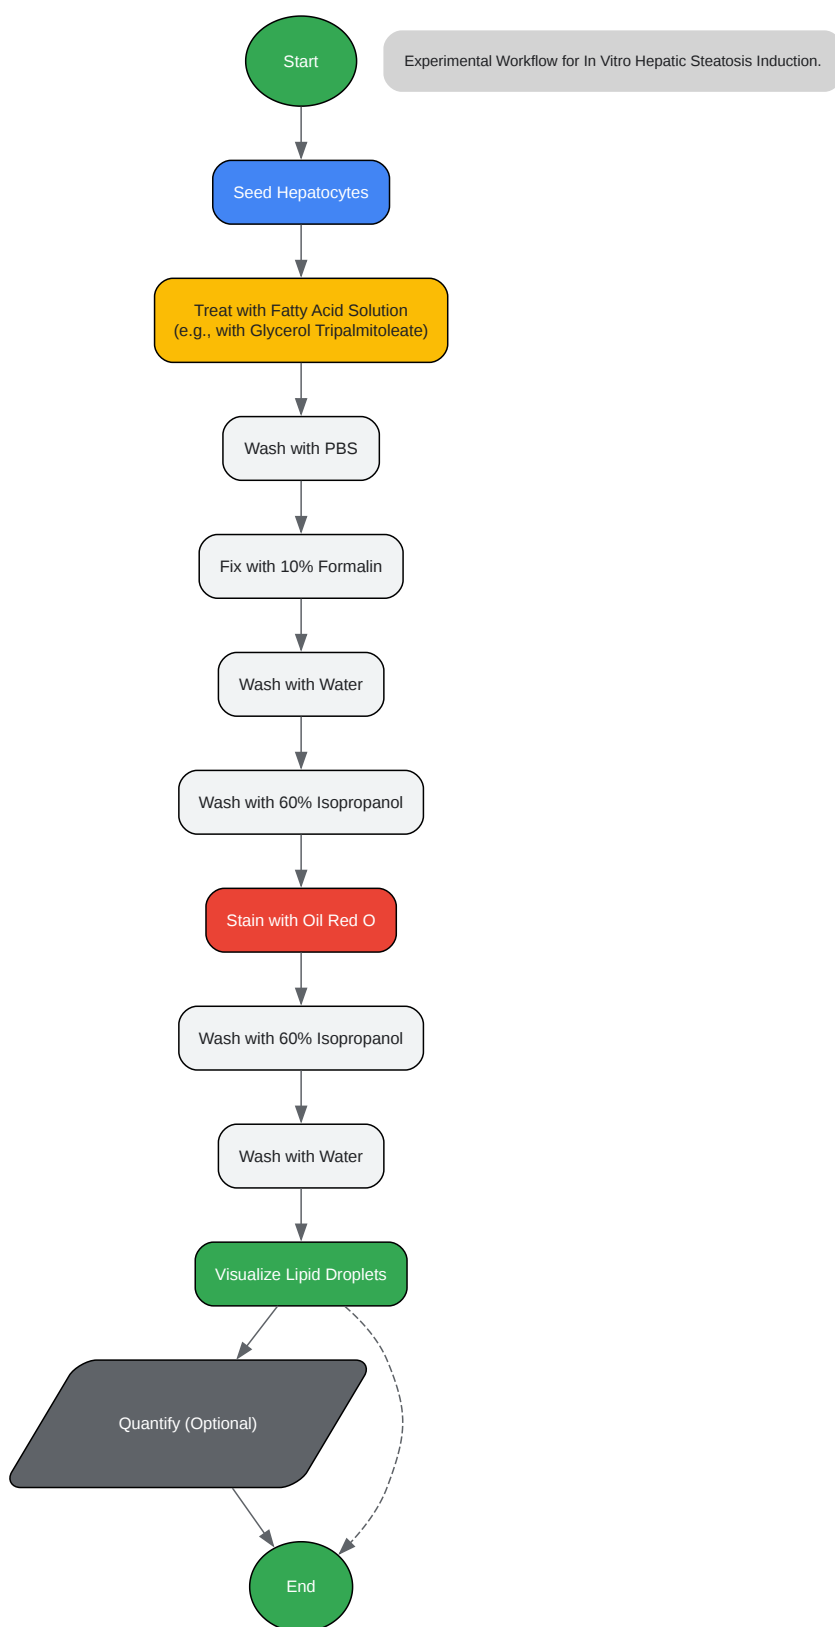 Start
Experimental Workflow for In Vitro Hepatic Steatosis Induction.
Seed Hepatocytes
Treat with Fatty Acid Solution
(e.g., with Glycerol Tripalmitoleate)
Wash with PBS
Fix with 10% Formalin
Wash with Water
Wash with 60% Isopropanol
Stain with Oil Red O
Wash with 60% Isopropanol
Wash with Water
Visualize Lipid Droplets
Quantify (Optional)
End